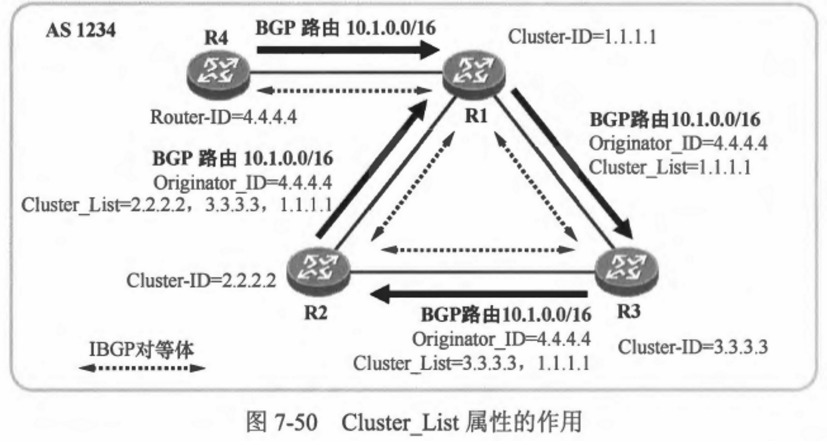 AS 1234
BGP 路由 10.1.0.0/16
R4
Cluster-ID=1.1.1.1
Router-ID=4.4.4.4
R1
BGP路由10.1.0.0/16
Originator_ID=4.4.4.4
Cluster_List=1.1.1.1
BGP 路由 10.1.0.0/16
Originator_ID=4.4.4.4
Cluster_List=2.2.2.2，3.3.3.3，1.1.1.1
Cluster-ID=2.2.2.2
R2
BGP路由10.1.0.0/16
Originator_ID=4.4.4.4
Cluster_List=3.3.3.3，1.1.1.1
R3
Cluster-ID=3.3.3.3
IBGP对等体
图 7-50 Cluster_List 属性的作用